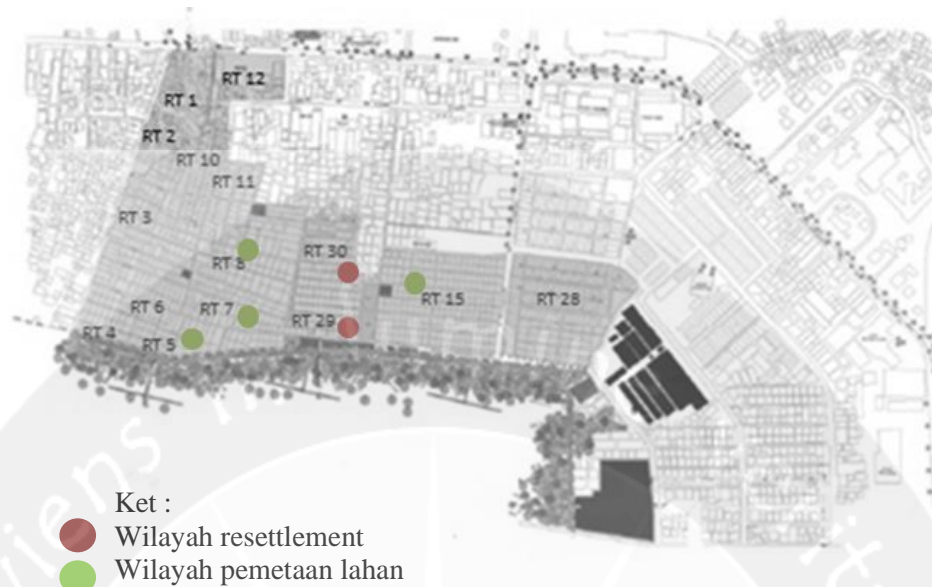 RT 12
RT 1
RT 2
RT 10
RT 11
RT 3
RT 30
RT 8
RT 15
RT 28
RT 6
RT 7
RT 29
RT 4
RT 5
Ket :
Wilayah resettlement
Wilayah pemetaan lahan